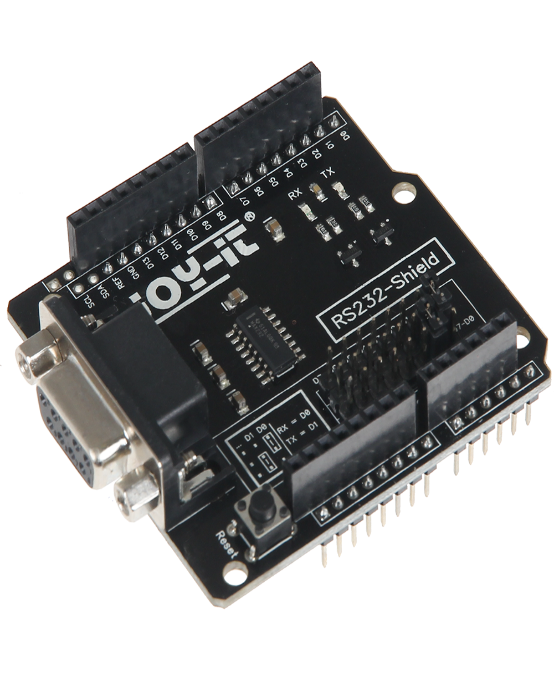 D0
D1
D2
D3
D4
D5
D6
D7
D8
D9
D10
D11
D12
D13
GND
REF
SDA
SCL
RX
TX
joy-it®
RS232-Shield
D1 D0
RX = D0
TX = D1
Reset